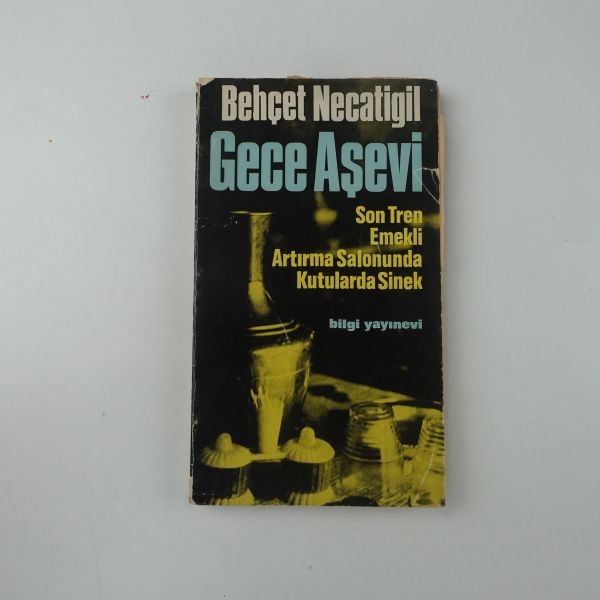 Behçet Necatigil
Gece Aşevi
Son Tren
Emekli
Artırma Salonunda
Kutularda Sinek
bilgi yayınevi